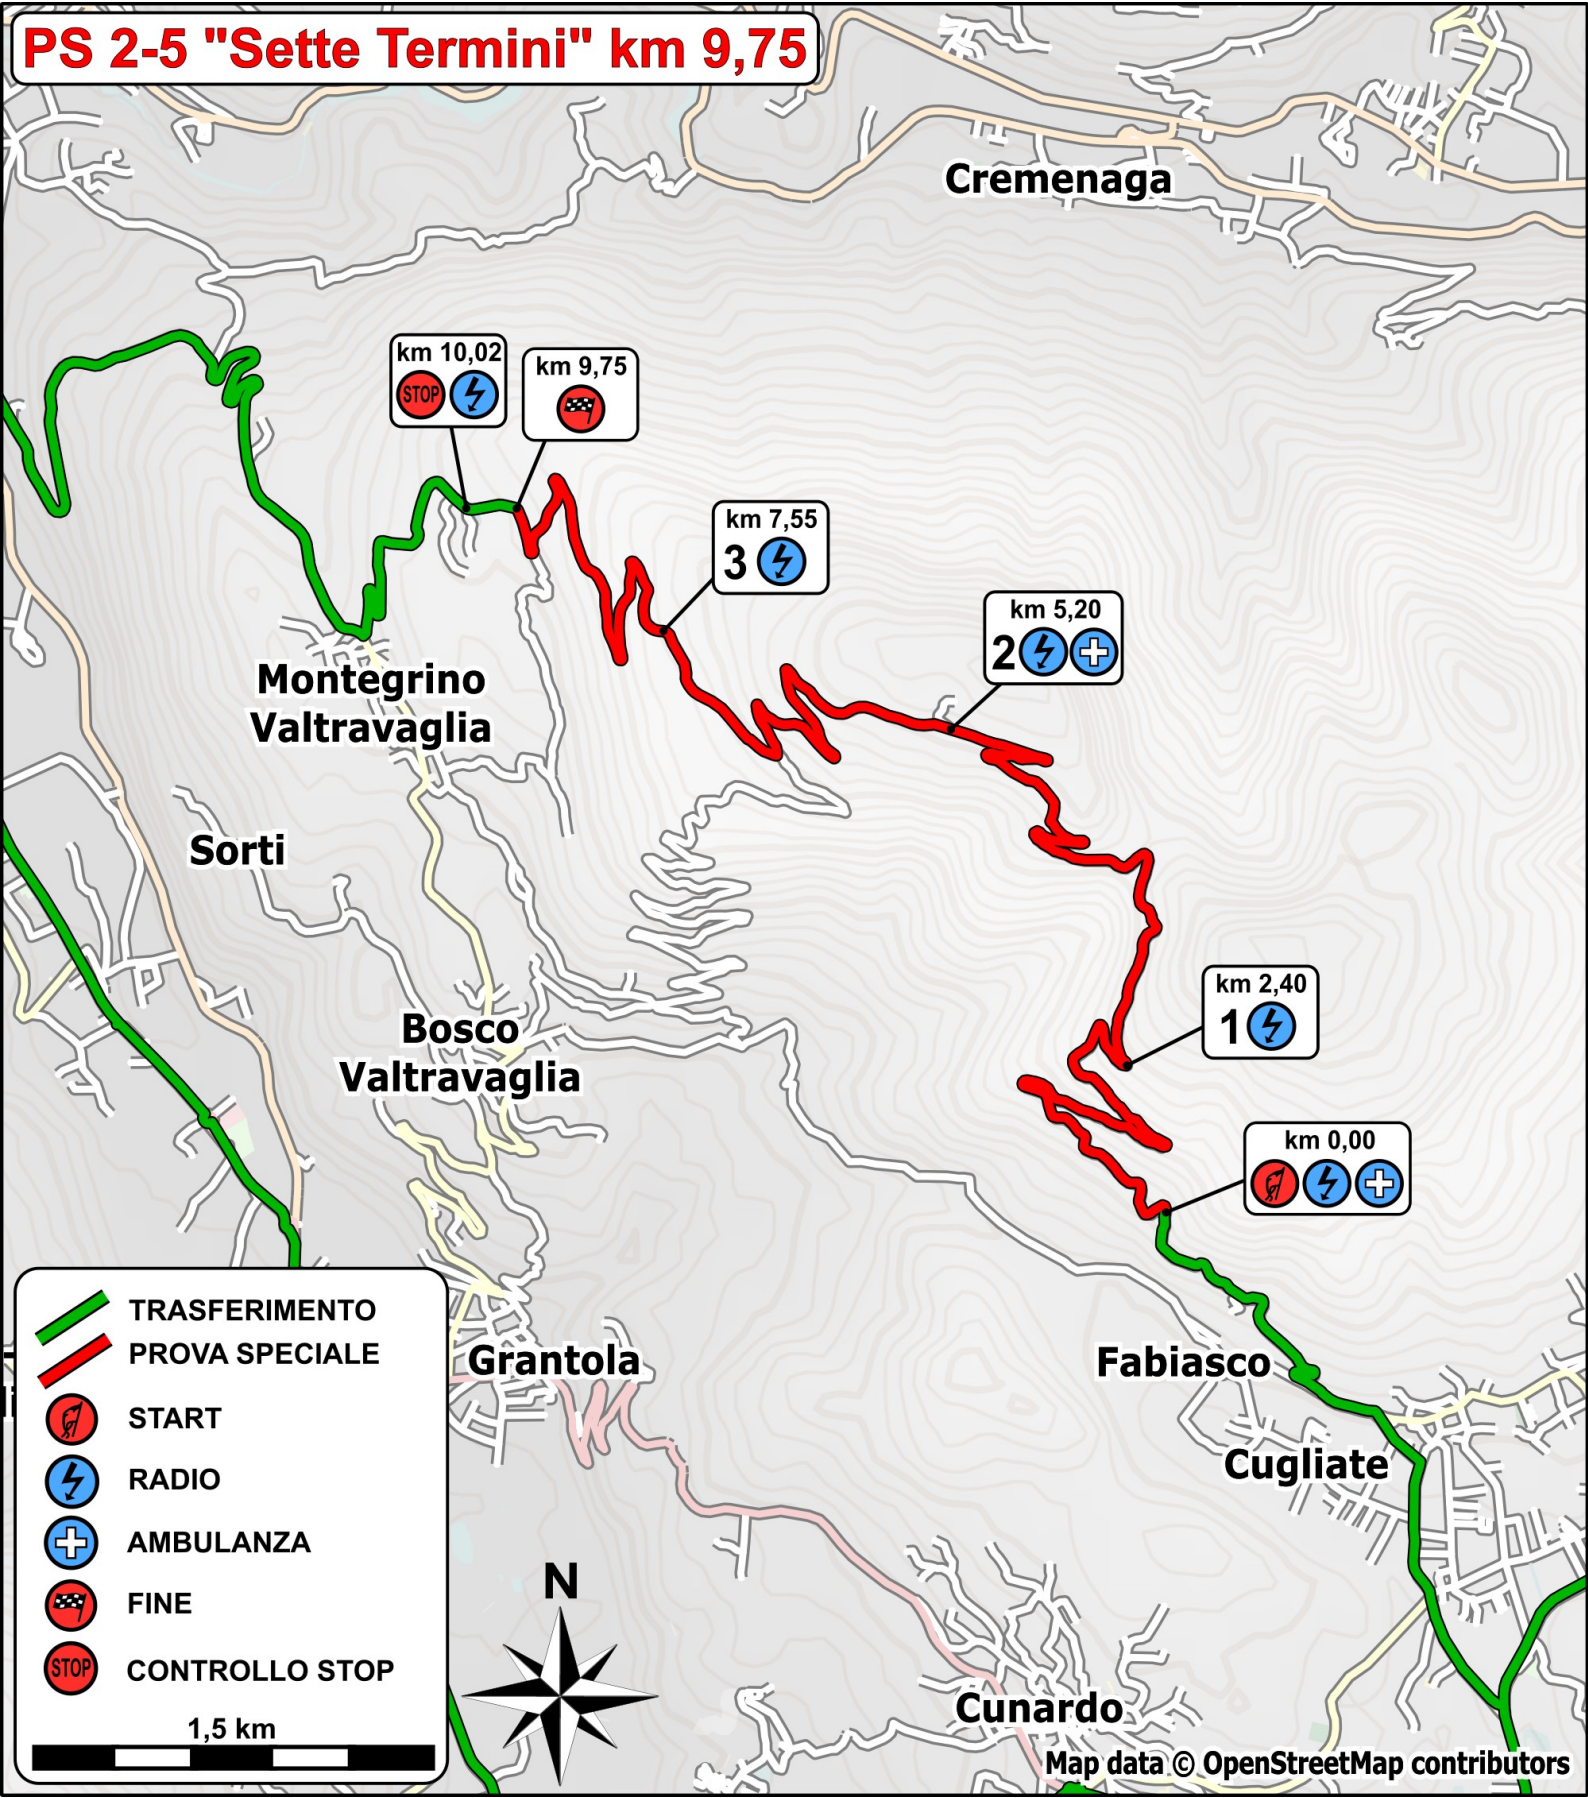 PS 2-5 "Sette Termini" km 9,75
Cremenaga
km 10,02
STOP
km 9,75
km 7,55
3
km 5,20
2
Montegrino
Valtravaglia
Sorti
km 2,40
1
Bosco
Valtravaglia
km 0,00
Grantola
Fabiasco
Cugliate
TRASFERIMENTO
PROVA SPECIALE
START
RADIO
AMBULANZA
FINE
STOP
CONTROLLO STOP
1,5 km
N
Cunardo
Map data © OpenStreetMap contributors